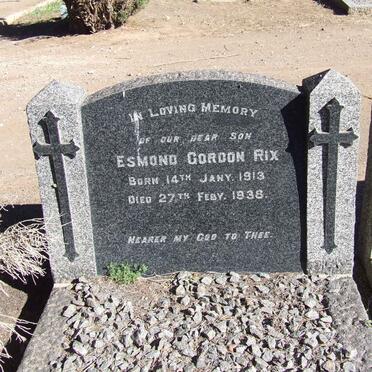 IN LOVING MEMORY
OF OUR DEAR SON
ESMOND GORDON RIX
BORN 14TH JANY. 1913
DIED 27TH FEBY. 1938.
NEARER MY GOD TO THEE.